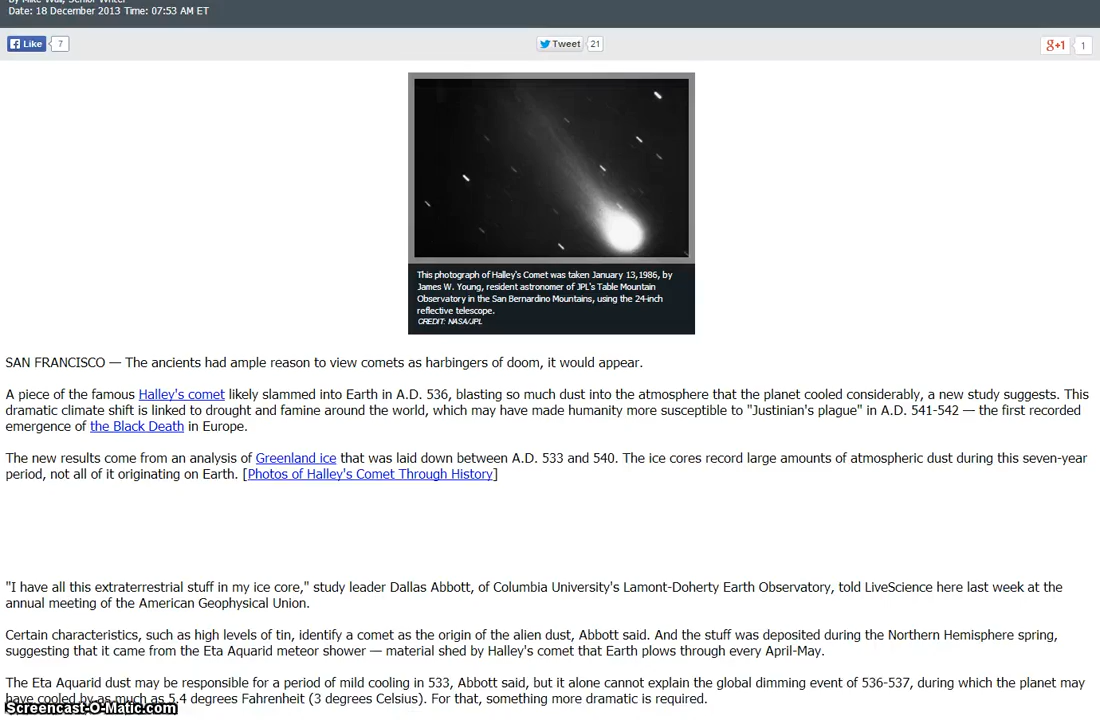 Date: 18 December 2013 Time: 07:53 AM ET
Like 7
Tweet 21
g+1 1
This photograph of Halley's Comet was taken January 13,1986, by
James W. Young, resident astronomer of JPL's Table Mountain
Observatory in the San Bernardino Mountains, using the 24-inch
reflective telescope.
CREDIT: NASA/JPL
SAN FRANCISCO — The ancients had ample reason to view comets as harbingers of doom, it would appear.
A piece of the famous Halley's comet likely slammed into Earth in A.D. 536, blasting so much dust into the atmosphere that the planet cooled considerably, a new study suggests. This
dramatic climate shift is linked to drought and famine around the world, which may have made humanity more susceptible to "Justinian's plague" in A.D. 541-542 — the first recorded
emergence of the Black Death in Europe.
The new results come from an analysis of Greenland ice that was laid down between A.D. 533 and 540. The ice cores record large amounts of atmospheric dust during this seven-year
period, not all of it originating on Earth. [Photos of Halley's Comet Through History]
"I have all this extraterrestrial stuff in my ice core," study leader Dallas Abbott, of Columbia University's Lamont-Doherty Earth Observatory, told LiveScience here last week at the
annual meeting of the American Geophysical Union.
Certain characteristics, such as high levels of tin, identify a comet as the origin of the alien dust, Abbott said. And the stuff was deposited during the Northern Hemisphere spring,
suggesting that it came from the Eta Aquarid meteor shower — material shed by Halley's comet that Earth plows through every April-May.
The Eta Aquarid dust may be responsible for a period of mild cooling in 533, Abbott said, but it alone cannot explain the global dimming event of 536-537, during which the planet may
have cooled by as much as 5.4 degrees Fahrenheit (3 degrees Celsius). For that, something more dramatic is required.
Screencast-O-Matic.com